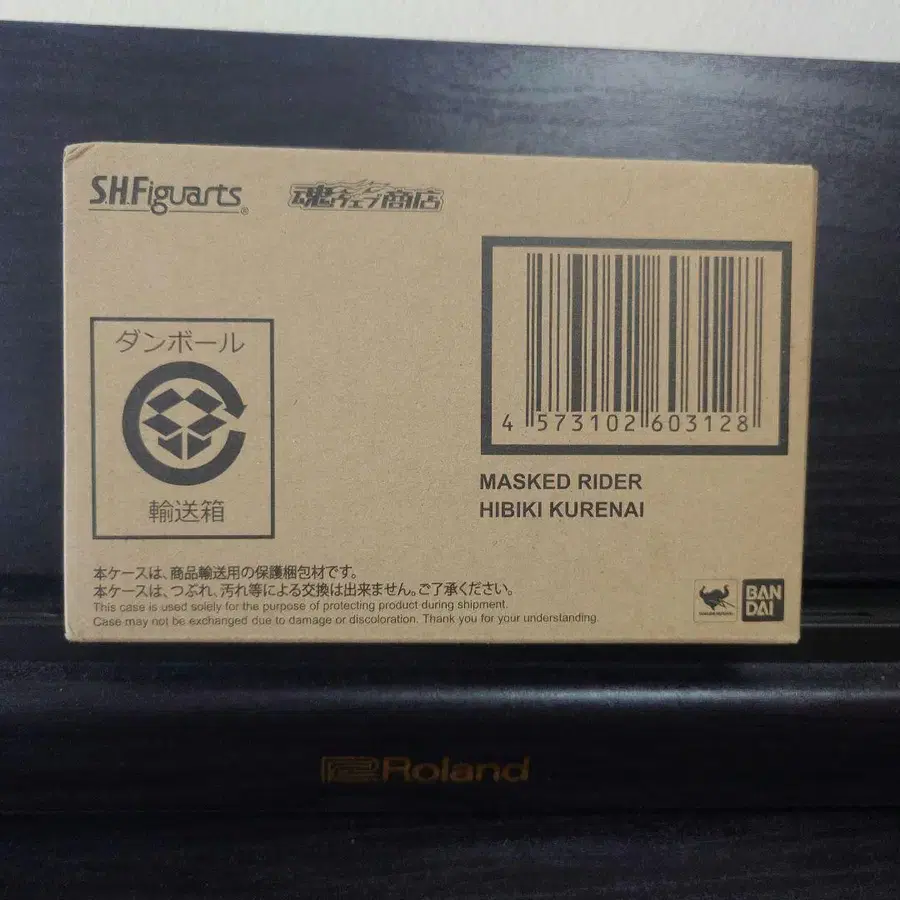 S.H.Figuarts®
魂ウェブ商店
ダンボール
輸送箱
4 573102 603128
MASKED RIDER
HIBIKI KURENAI
本ケースは、商品輸送用の保護梱包材です。
本ケースは、つぶれ、汚れ等による交換は出来ません。ご了承ください。
This case is used solely for the purpose of protecting product during shipment.
Case may not be exchanged due to damage or discoloration. Thank you for your understanding.
BAN
DAI
Roland